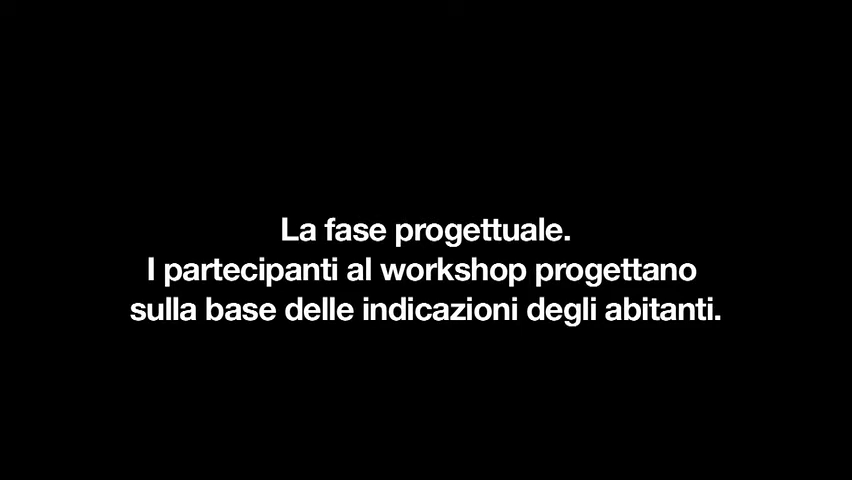 La fase progettuale.
I partecipanti al workshop progettano
sulla base delle indicazioni degli abitanti.